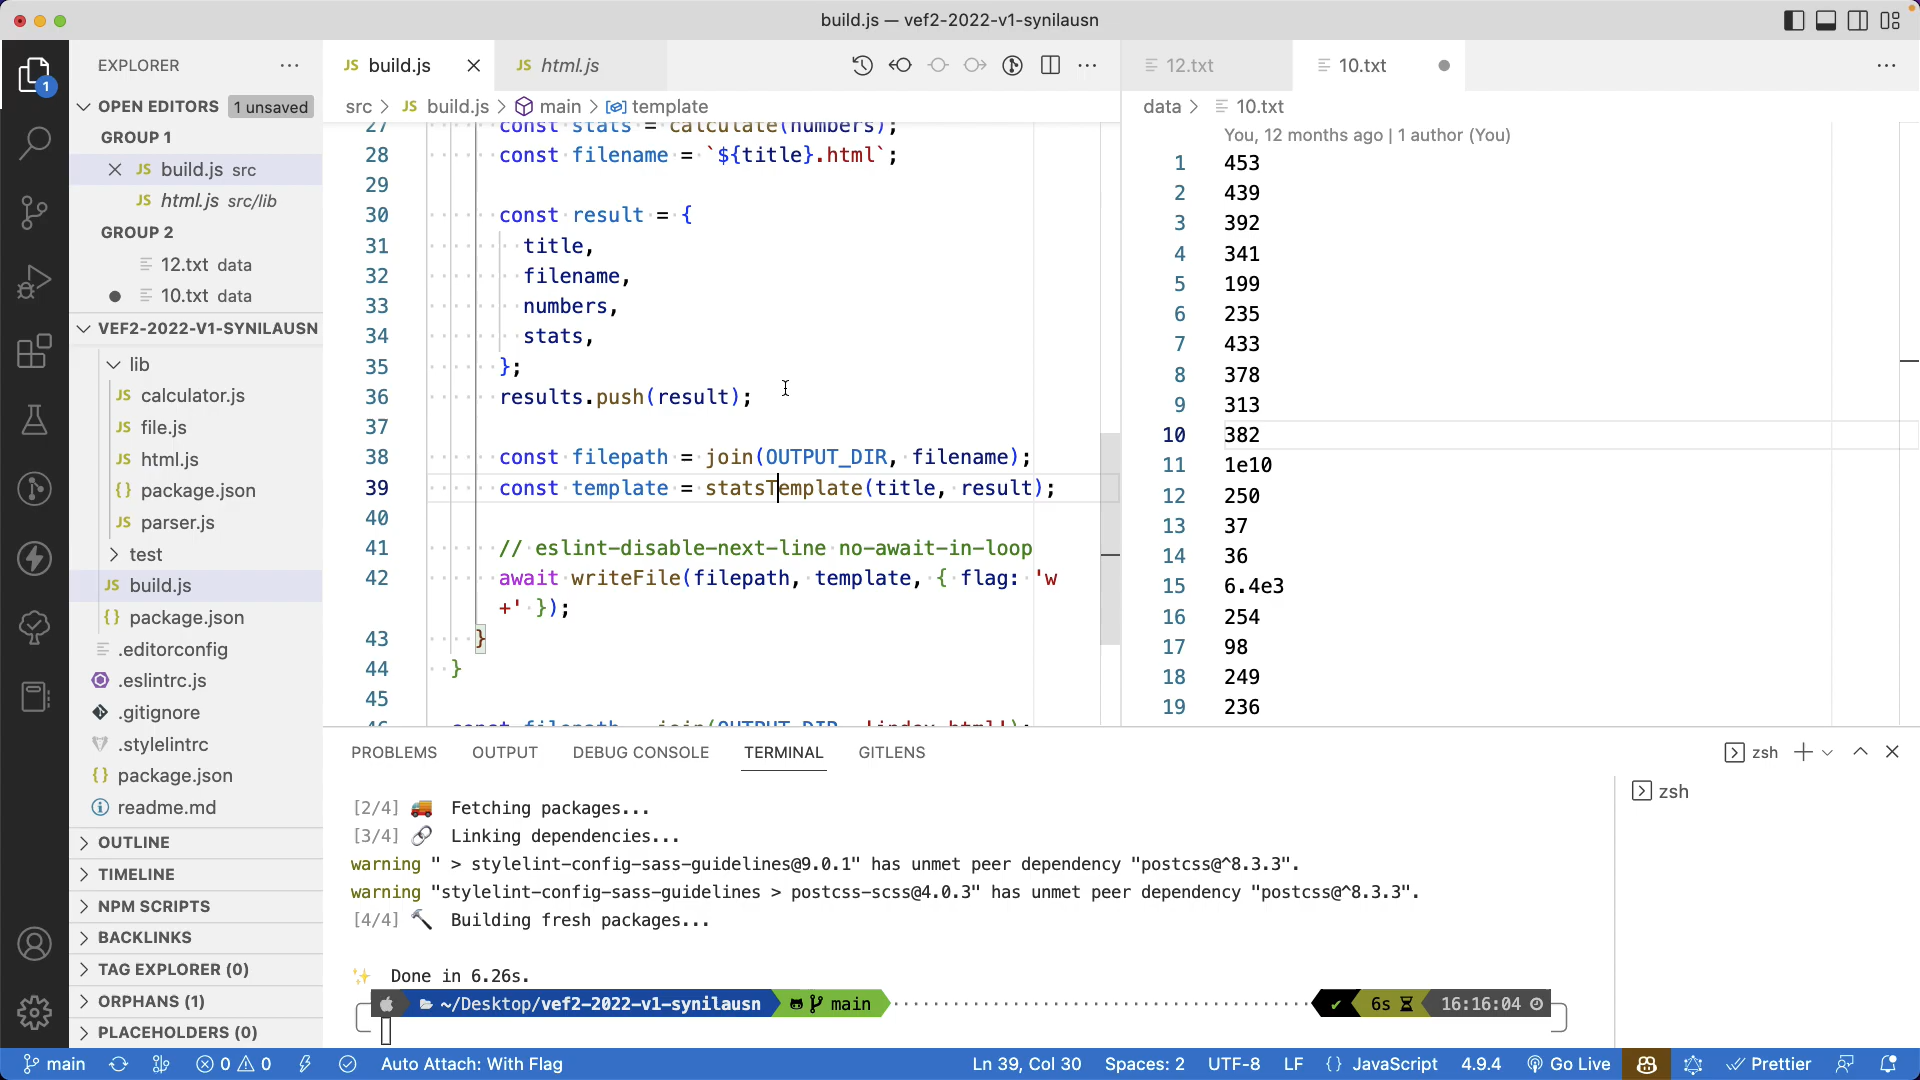 build.js — vef2-2022-v1-synilausn
EXPLORER
OPEN EDITORS 1 unsaved
GROUP 1
JS build.js src
JS html.js src/lib
GROUP 2
12.txt data
10.txt data
VEF2-2022-V1-SYNILAUSN
lib
JS calculator.js
JS file.js
JS html.js
{} package.json
JS parser.js
test
JS build.js
{} package.json
.editorconfig
.eslintrc.js
.gitignore
.stylelintrc
{} package.json
readme.md
OUTLINE
TIMELINE
NPM SCRIPTS
BACKLINKS
TAG EXPLORER (0)
ORPHANS (1)
PLACEHOLDERS (0)
1
JS build.js
JS html.js
src > JS build.js > main > template
27 const stats = calculate(numbers);
28 const filename = `${title}.html`;
29
30 const result = {
31 title,
32 filename,
33 numbers,
34 stats,
35 };
36 results.push(result);
37
38 const filepath = join(OUTPUT_DIR, filename);
39 const template = statsTemplate(title, result);
40
41 // eslint-disable-next-line no-await-in-loop
42 await writeFile(filepath, template, { flag: 'w
+' });
43 }
44 }
45
46 const filepath = join(OUTPUT_DIR, 'index.html');
12.txt
10.txt
data > 10.txt
You, 12 months ago | 1 author (You)
1 453
2 439
3 392
4 341
5 199
6 235
7 433
8 378
9 313
10 382
11 1e10
12 250
13 37
14 36
15 6.4e3
16 254
17 98
18 249
19 236
PROBLEMS OUTPUT DEBUG CONSOLE TERMINAL GITLENS
zsh
[2/4] 🚚 Fetching packages...
[3/4] 🔗 Linking dependencies...
warning " > stylelint-config-sass-guidelines@9.0.1" has unmet peer dependency "postcss@^8.3.3".
warning "stylelint-config-sass-guidelines > postcss-scss@4.0.3" has unmet peer dependency "postcss@^8.3.3".
[4/4] 🔨 Building fresh packages...
✨ Done in 6.26s.
~/Desktop/vef2-2022-v1-synilausn main
✔ 6s 16:16:04
zsh
main 0 0 Auto Attach: With Flag Ln 39, Col 30 Spaces: 2 UTF-8 LF {} JavaScript 4.9.4 Go Live Prettier